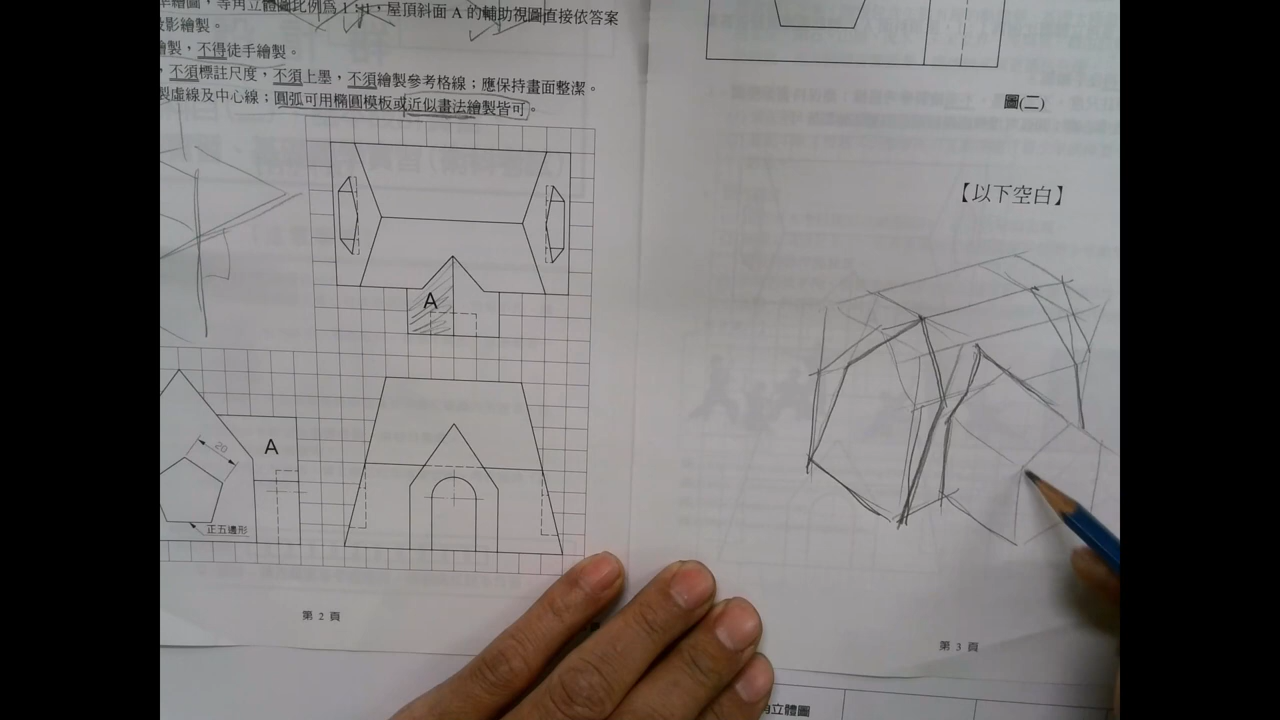 繪圖，等角立體圖比例為1:1，屋頂斜面 A 的輔助視圖直接依答案
投影繪製。
繪製，不得徒手繪製。
，不須標註尺度，不須上墨，不須繪製參考格線；應保持畫面整潔。
製虛線及中心線；圓弧可用橢圓模板或近似畫法繪製皆可。
A
A
20
正五邊形
第 2 頁
圖(二)
【以下空白】
第 3 頁
角立體圖